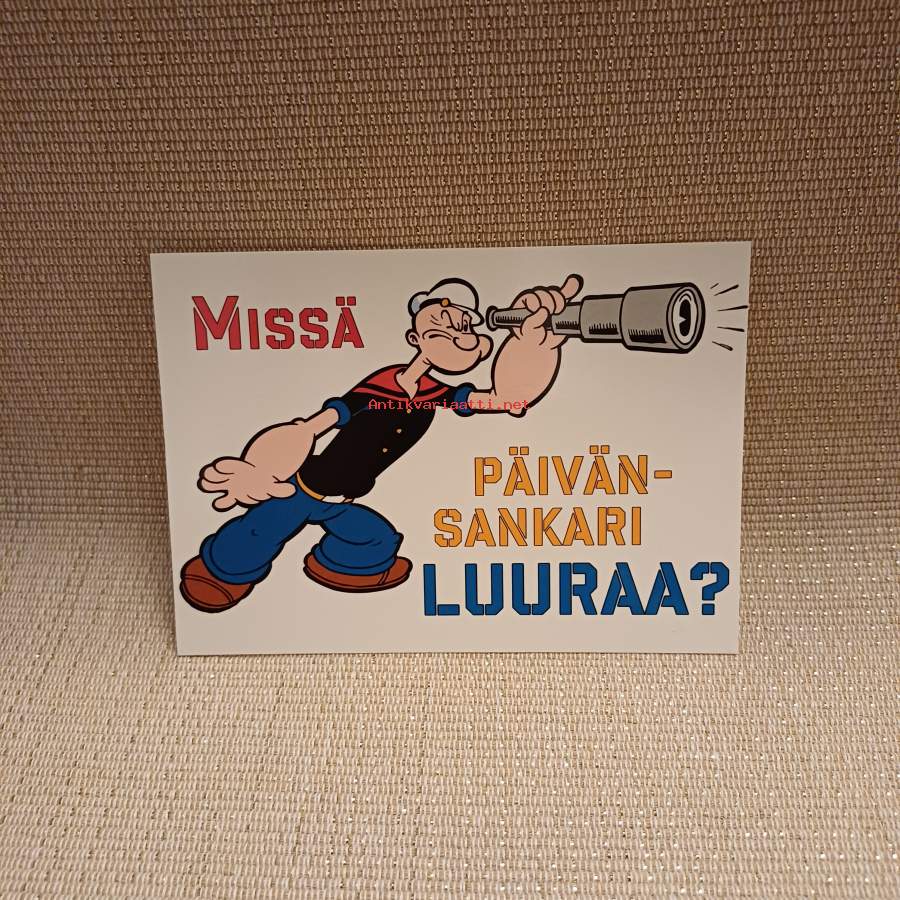 MISSÄ
Antikvariaatti.net
PÄIVÄN-
SANKARI
LUURAA?